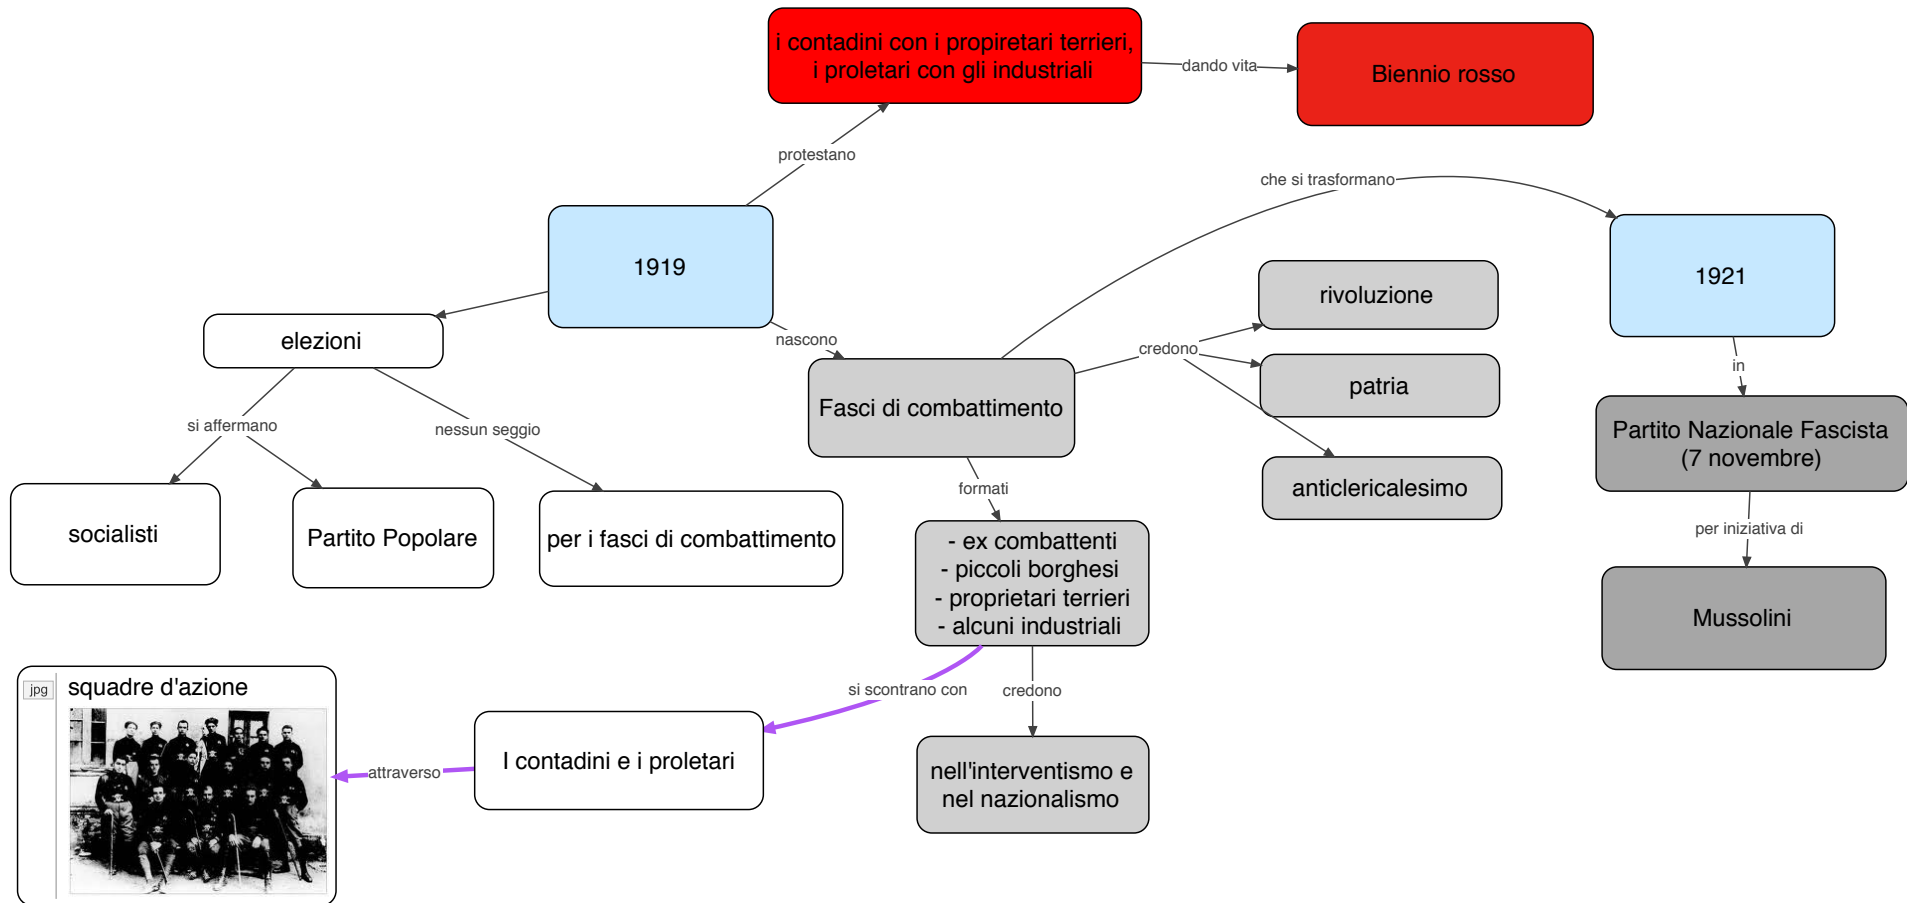 i contadini con i propiretari terrieri,
i proletari con gli industriali
dando vita
Biennio rosso
protestano
che si trasformano
1919
1921
rivoluzione
elezioni
nascono
credono
in
patria
Fasci di combattimento
si affermano
nessun seggio
Partito Nazionale Fascista
(7 novembre)
formati
anticlericalesimo
socialisti
Partito Popolare
per i fasci di combattimento
- ex combattenti
- piccoli borghesi
- proprietari terrieri
- alcuni industriali
per iniziativa di
Mussolini
jpg
squadre d'azione
si scontrano con
credono
attraverso
I contadini e i proletari
nell'interventismo e
nel nazionalismo